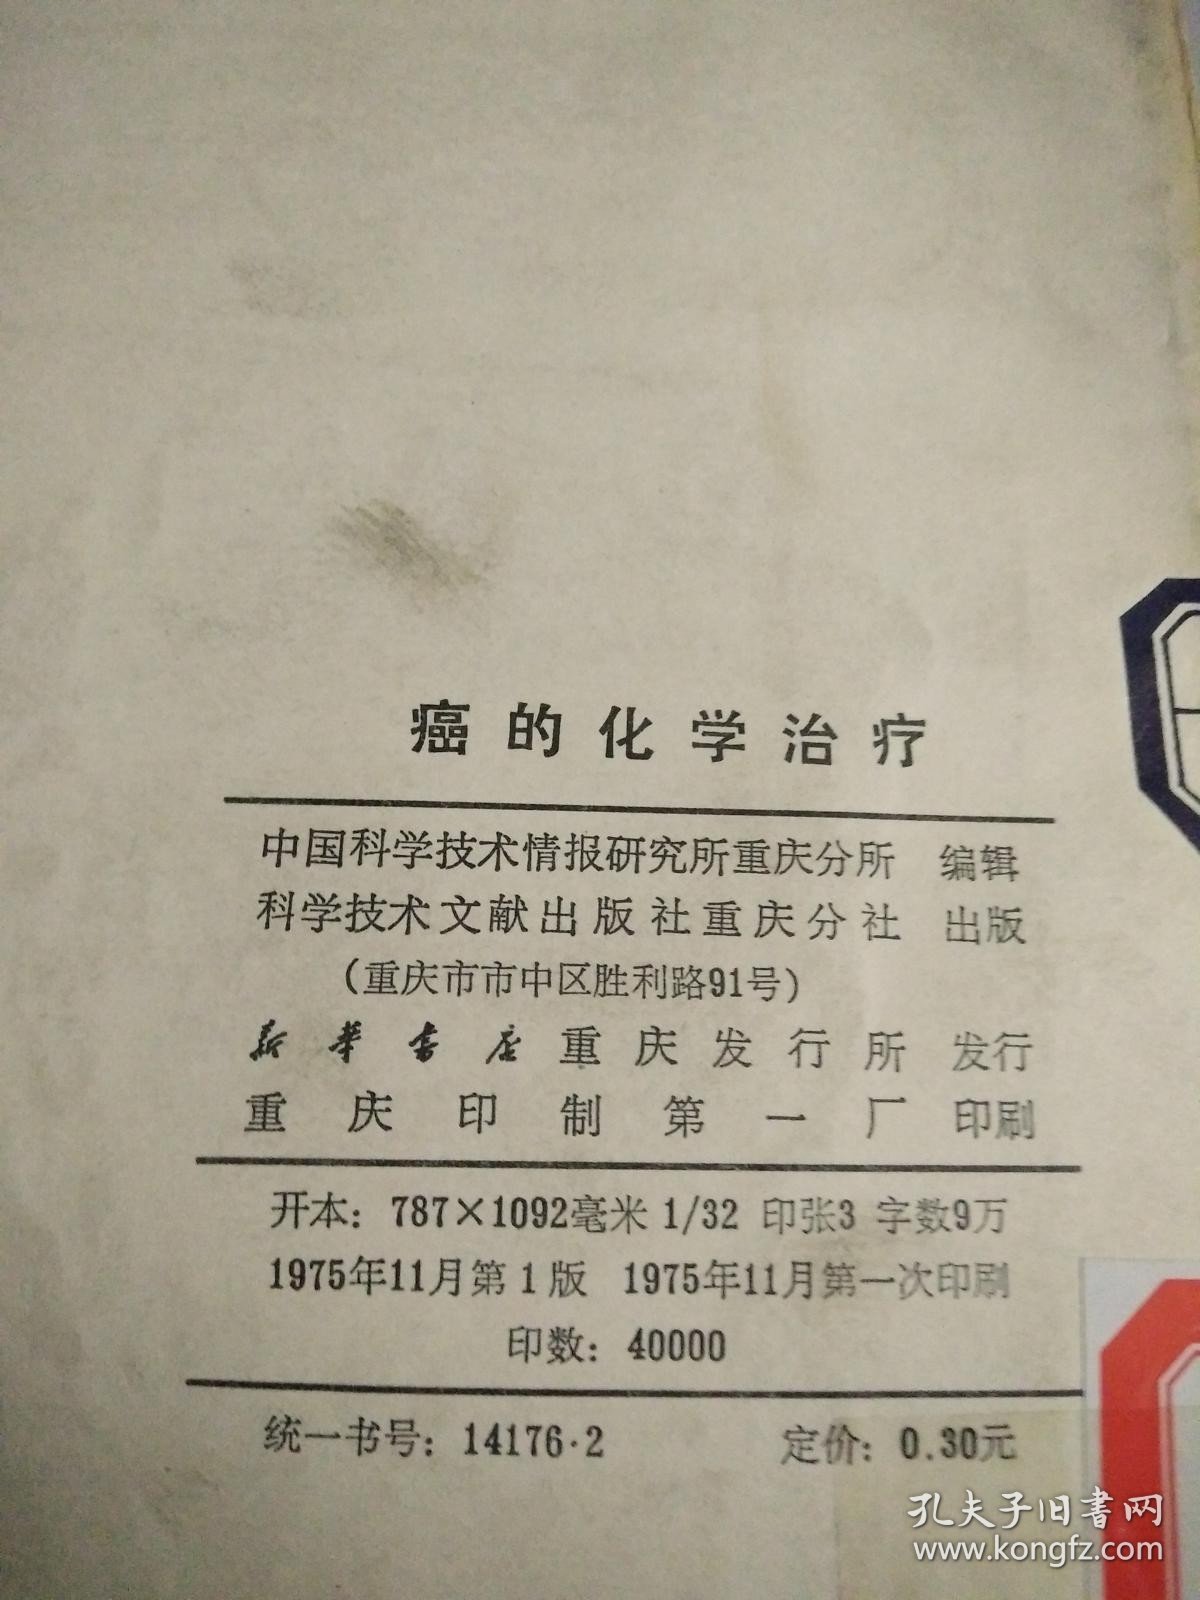 癌的化学治疗
中国科学技术情报研究所重庆分所 编辑
科学技术文献出版社重庆分社 出版
(重庆市市中区胜利路91号)
新华书店重庆发行所 发行
重庆印制第一厂 印刷
开本：787×1092毫米 1/32 印张3 字数9万
1975年11月第1版 1975年11月第一次印刷
印数：40000
统一书号：14176·2 定价：0.30元
孔夫子旧書网
www.kongfz.com